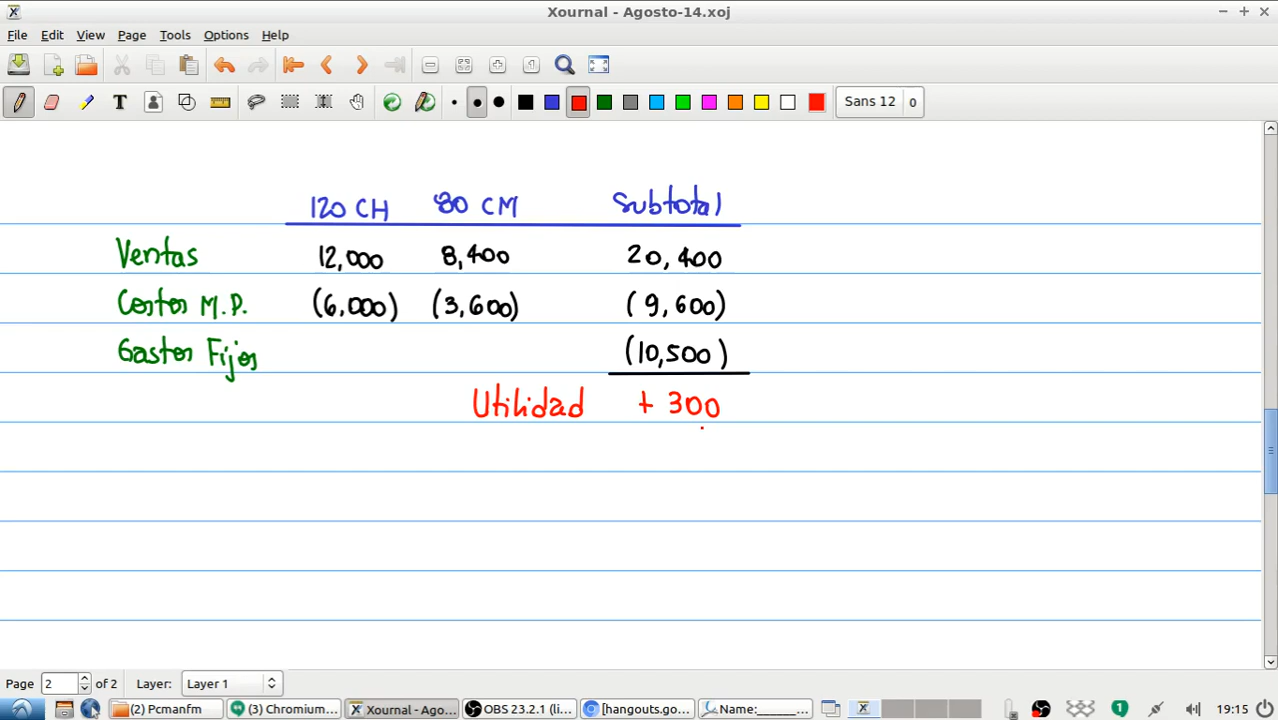 Xournal - Agosto-14.xoj
File Edit View Page Tools Options Help
Sans 12 0
120 CH 80 CM Subtotal
Ventas 12,000 8,400 20,400
Costos M.P. (6,000) (3,600) (9,600)
Gastos Fijos (10,500)
Utilidad + 300
Page 2 of 2 Layer: Layer 1
(2) Pcmanfm (3) Chromium... Xournal - Ago... OBS 23.2.1 (li... [hangouts.go... Name:______... 1 19:15